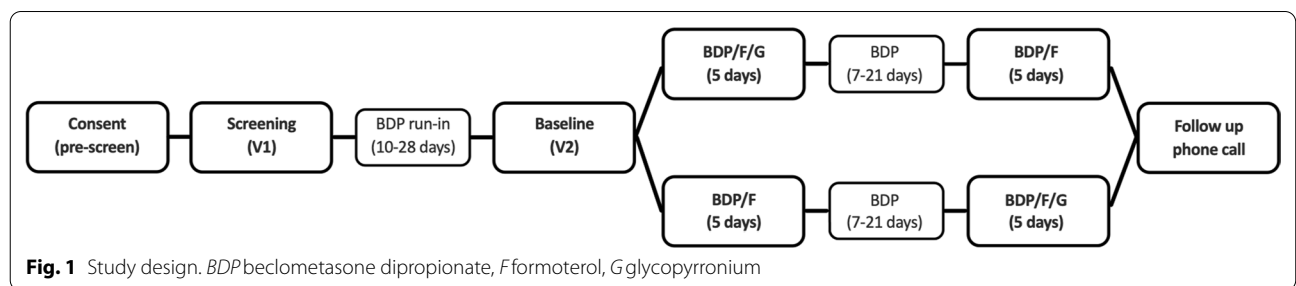 BDP/F/G
(5 days)
BDP
(7-21 days)
BDP/F
(5 days)
Consent
(pre-screen)
Screening
(V1)
BDP run-in
(10-28 days)
Baseline
(V2)
Follow up
phone call
BDP/F
(5 days)
BDP
(7-21 days)
BDP/F/G
(5 days)
Fig. 1 Study design. BDP beclometasone dipropionate, F formoterol, G glycopyrronium